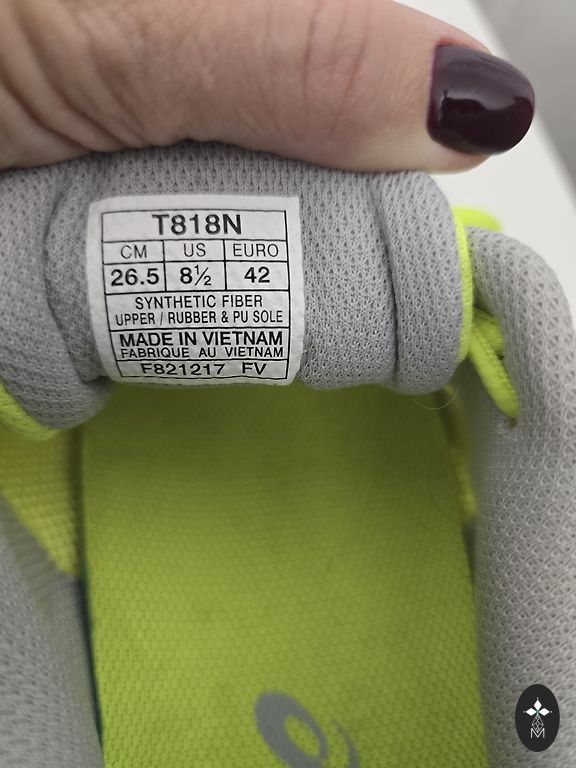 T818N
CM US EURO
26.5 8½ 42
SYNTHETIC FIBER
UPPER / RUBBER & PU SOLE
MADE IN VIETNAM
FABRIQUE AU VIETNAM
F821217 FV
M